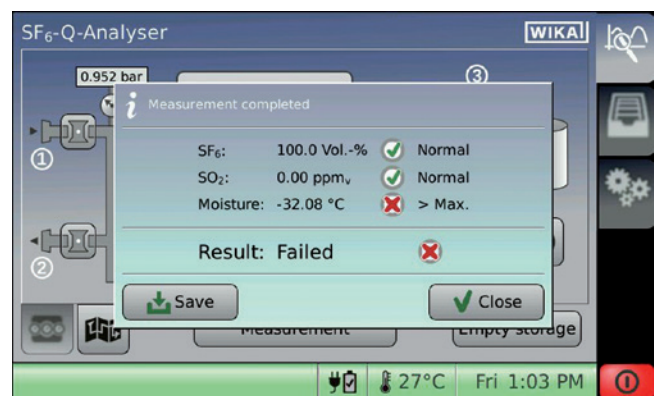 SF₆-Q-Analyser
WIKA
0.952 bar
③
①
②
i Measurement completed
SF₆: 100.0 Vol.-% Normal
SO₂: 0.00 ppmᵥ Normal
Moisture: -32.08 °C > Max.
Result: Failed
Save
Close
Measurement
Empty storage
27°C
Fri 1:03 PM